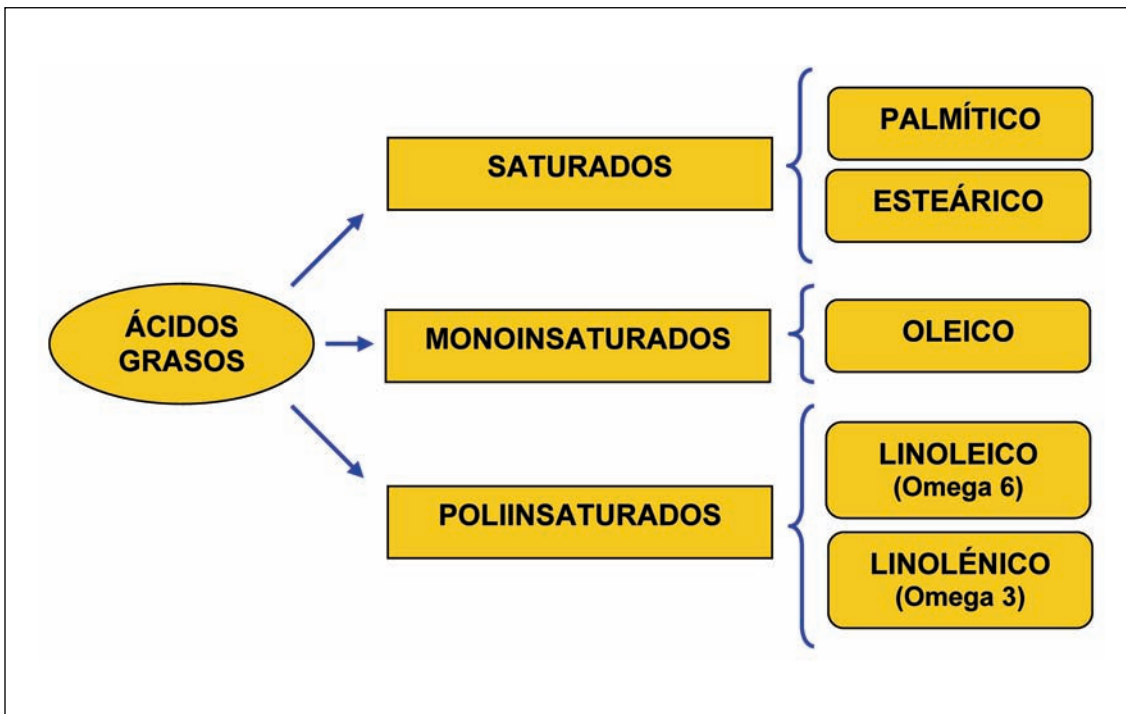 ÁCIDOS
GRASOS
SATURADOS
PALMÍTICO
ESTEÁRICO
MONOINSATURADOS
OLEICO
POLIINSATURADOS
LINOLEICO
(Omega 6)
LINOLÉNICO
(Omega 3)